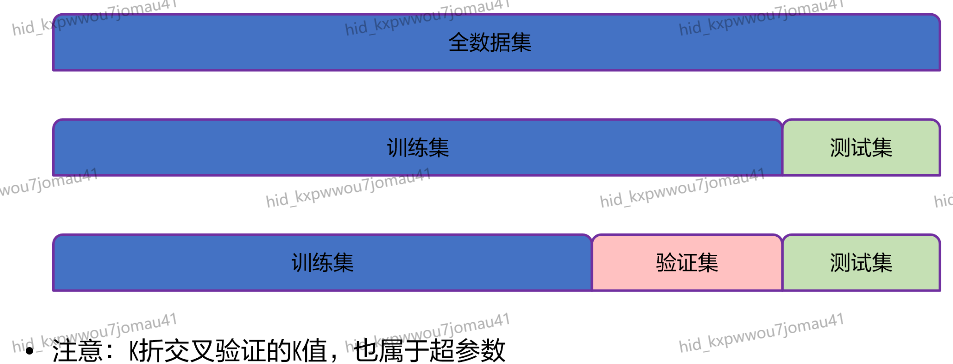 hid_kxpwwou7jomau41 hid_kxpwwou7jomau41 hid_kxpwwou7jomau41
全数据集
训练集 测试集
wou7jomau41 hid_kxpwwou7jomau41 hid_kxpwwou7jomau41 hid
训练集 验证集 测试集
hid_kxpwwou7jomau41 hid_kxpwwou7jomau41 hid_kxpwwou7jomau41
• 注意：K折交叉验证的K值，也属于超参数